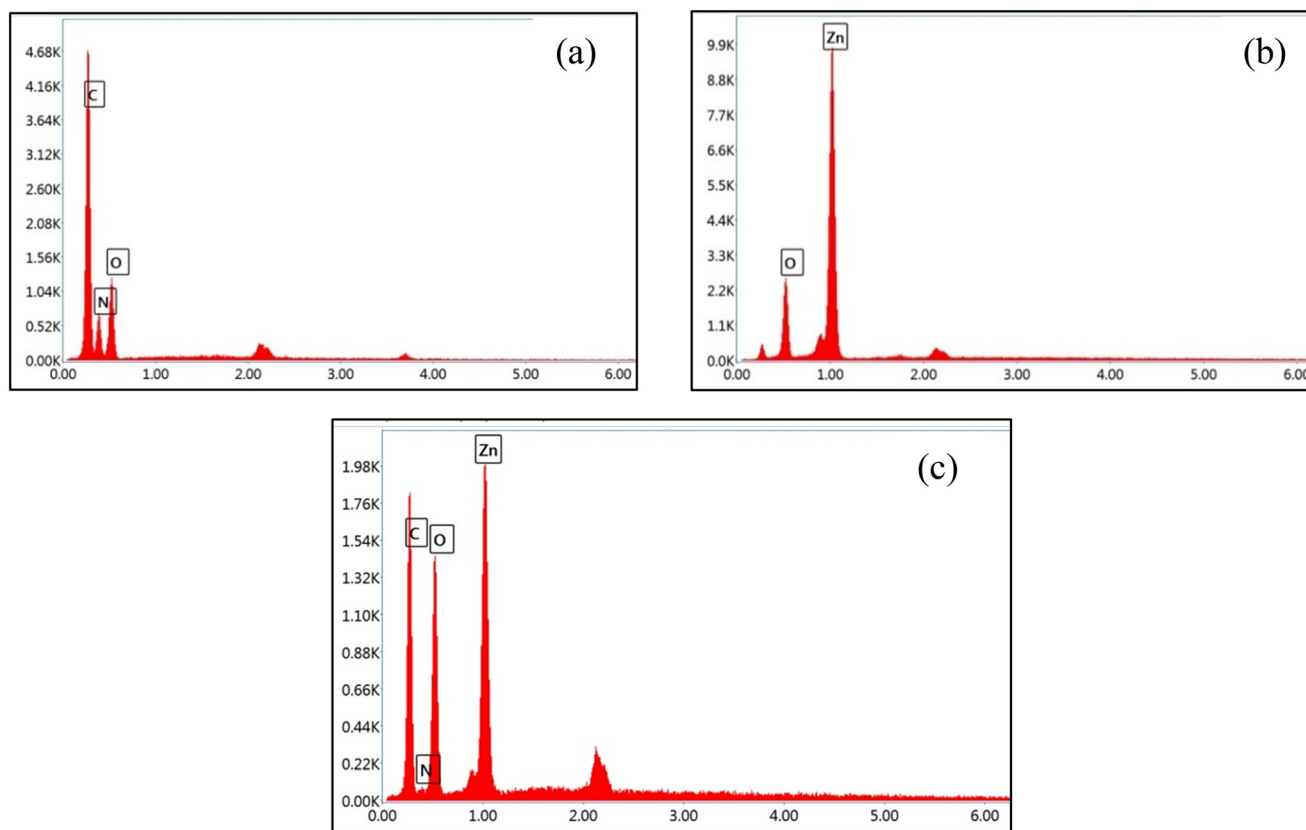 (a)
4.68K
C
4.16K
3.64K
3.12K
2.60K
2.08K
1.56K
O
1.04K
N
0.52K
0.00K
0.00 1.00 2.00 3.00 4.00 5.00 6.00
(b)
Zn
9.9K
8.8K
7.7K
6.6K
5.5K
4.4K
3.3K
O
2.2K
1.1K
0.0K
0.00 1.00 2.00 3.00 4.00 5.00 6.0
(c)
Zn
1.98K
1.76K
C O
1.54K
1.32K
1.10K
0.88K
0.66K
0.44K
0.22K
N
0.00K
0.00 1.00 2.00 3.00 4.00 5.00 6.00